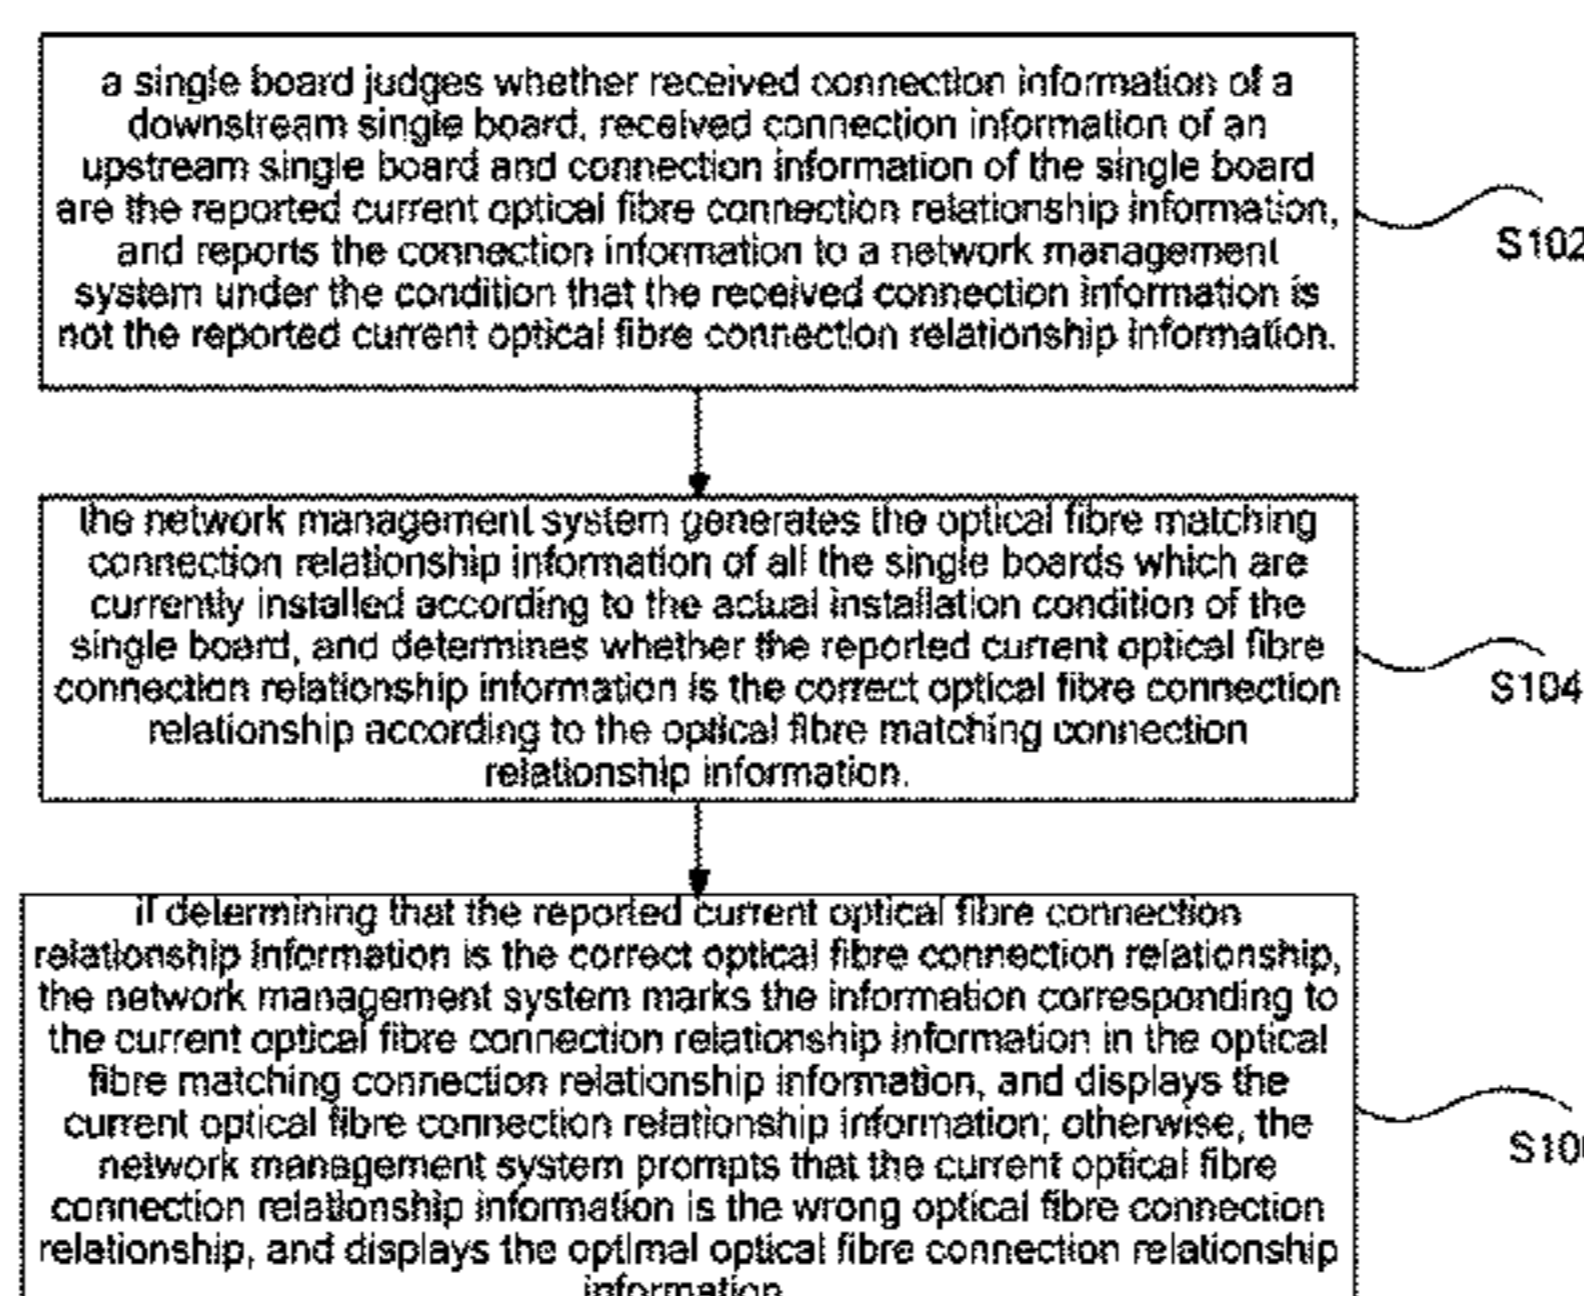 a single board judges whether received connection information of a
downstream single board, received connection information of an
upstream single board and connection information of the single board
are the reported current optical fibre connection relationship information,
and reports the connection information to a network management
system under the condition that the received connection information is
not the reported current optical fibre connection relationship information.
S102
the network management system generates the optical fibre matching
connection relationship information of all the single boards which are
currently installed according to the actual installation condition of the
single board, and determines whether the reported current optical fibre
connection relationship information is the correct optical fibre connection
relationship according to the optical fibre matching connection
relationship information.
S104
if determining that the reported current optical fibre connection
relationship information is the correct optical fibre connection relationship,
the network management system marks the information corresponding to
the current optical fibre connection relationship information in the optical
fibre matching connection relationship information, and displays the
current optical fibre connection relationship information; otherwise, the
network management system prompts that the current optical fibre
connection relationship information is the wrong optical fibre connection
relationship, and displays the optimal optical fibre connection relationship
information